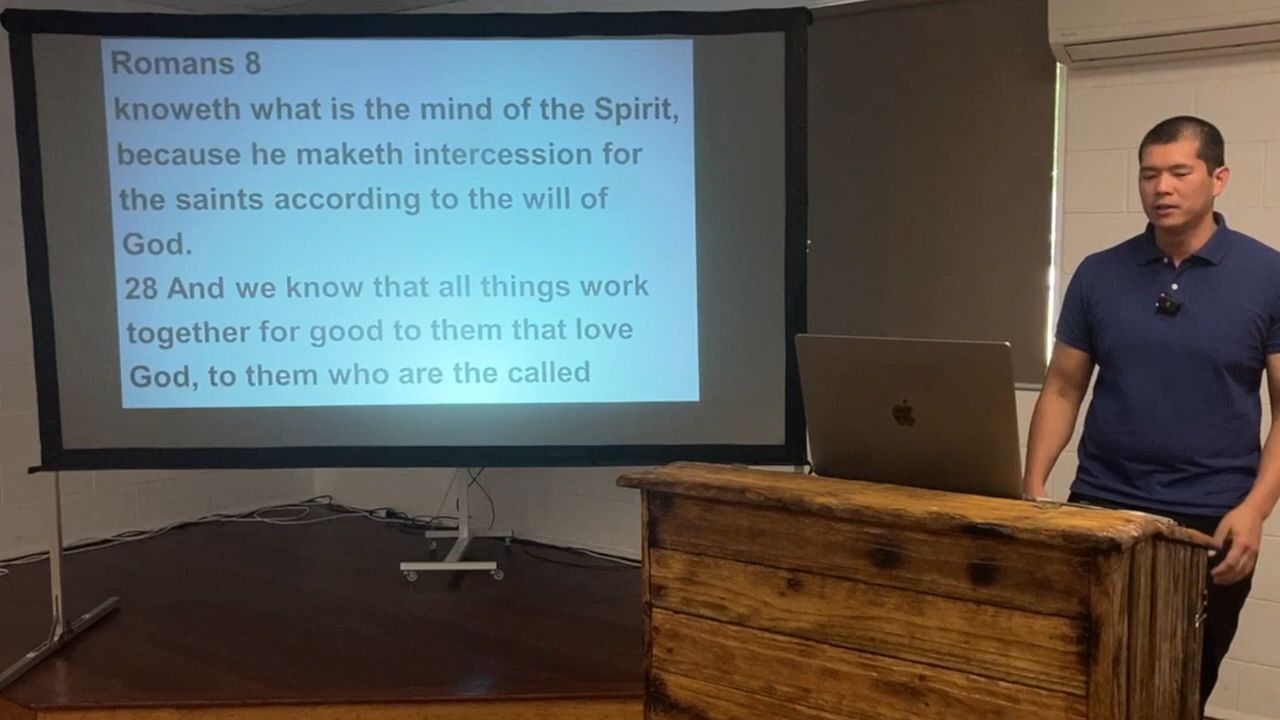 Romans 8
knoweth what is the mind of the Spirit,
because he maketh intercession for
the saints according to the will of
God.
28 And we know that all things work
together for good to them that love
God, to them who are the called